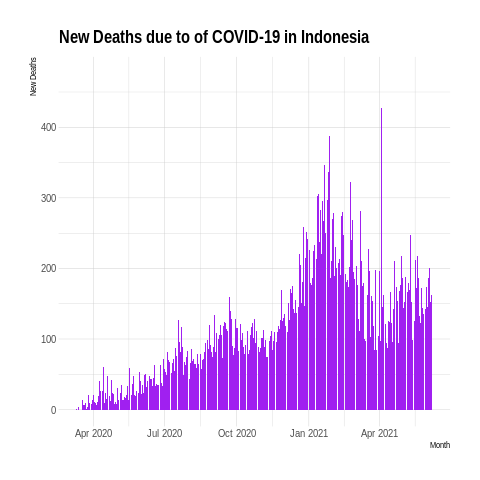 New Deaths due to of COVID-19 in Indonesia
New Deaths
400
300
200
100
0
Apr 2020 Jul 2020 Oct 2020 Jan 2021 Apr 2021
Month